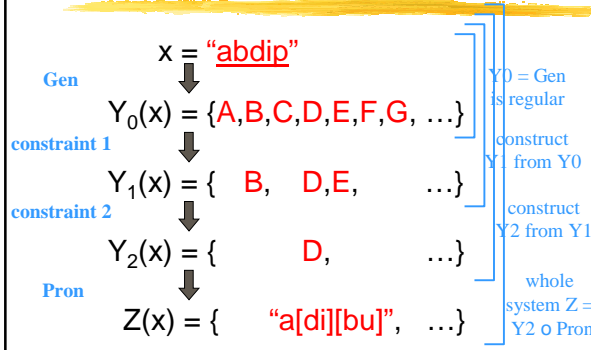 x = “abdip”
Gen
Y0 = Gen
is regular
Y0(x) = {A,B,C,D,E,F,G, …}
constraint 1
construct
Y1 from Y0
Y1(x) = { B, D,E, …}
constraint 2
construct
Y2 from Y1
Y2(x) = { D, …}
Pron
whole
system Z =
Y2 o Pron
Z(x) = { “a[di][bu]”, …}